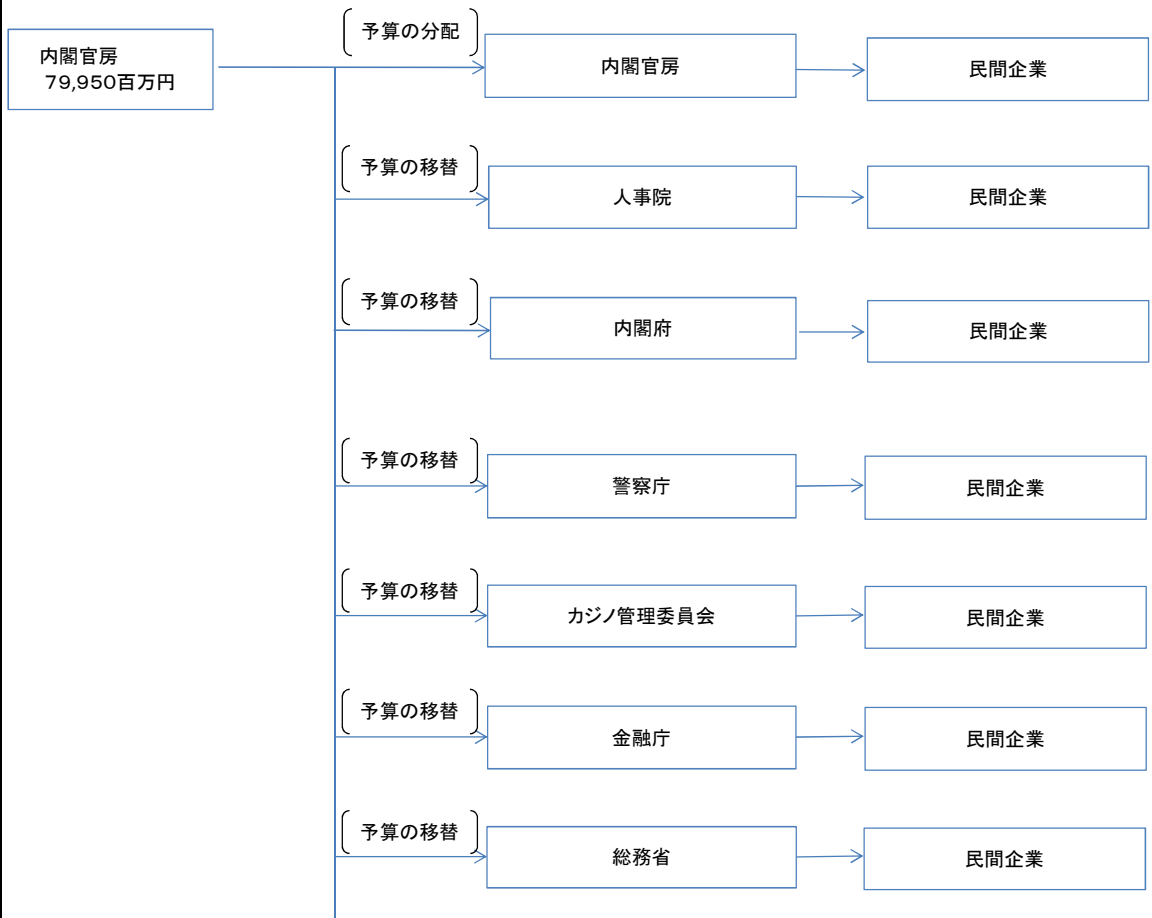 内閣官房
79,950百万円
予算の分配
内閣官房
民間企業
予算の移替
人事院
民間企業
予算の移替
内閣府
民間企業
予算の移替
警察庁
民間企業
予算の移替
カジノ管理委員会
民間企業
予算の移替
金融庁
民間企業
予算の移替
総務省
民間企業